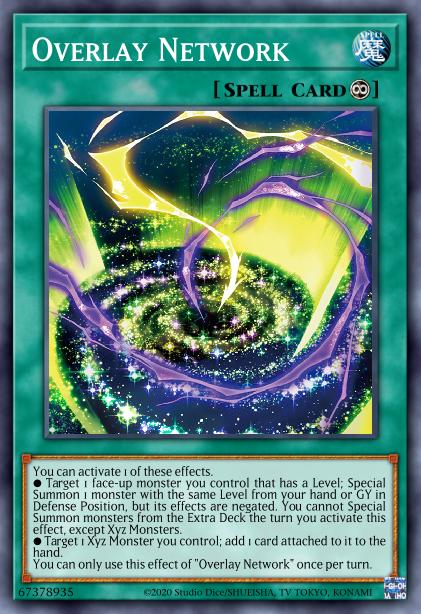 OVERLAY NETWORK
SPELL
魔
[SPELL CARD]
You can activate 1 of these effects.
● Target 1 face-up monster you control that has a Level; Special
Summon 1 monster with the same Level from your hand or GY in
Defense Position, but its effects are negated. You cannot Special
Summon monsters from the Extra Deck the turn you activate this
effect, except Xyz Monsters.
● Target 1 Xyz Monster you control; add 1 card attached to it to the
hand.
You can only use this effect of "Overlay Network" once per turn.
67378935
©2020 Studio Dice/SHUEISHA, TV TOKYO, KONAMI